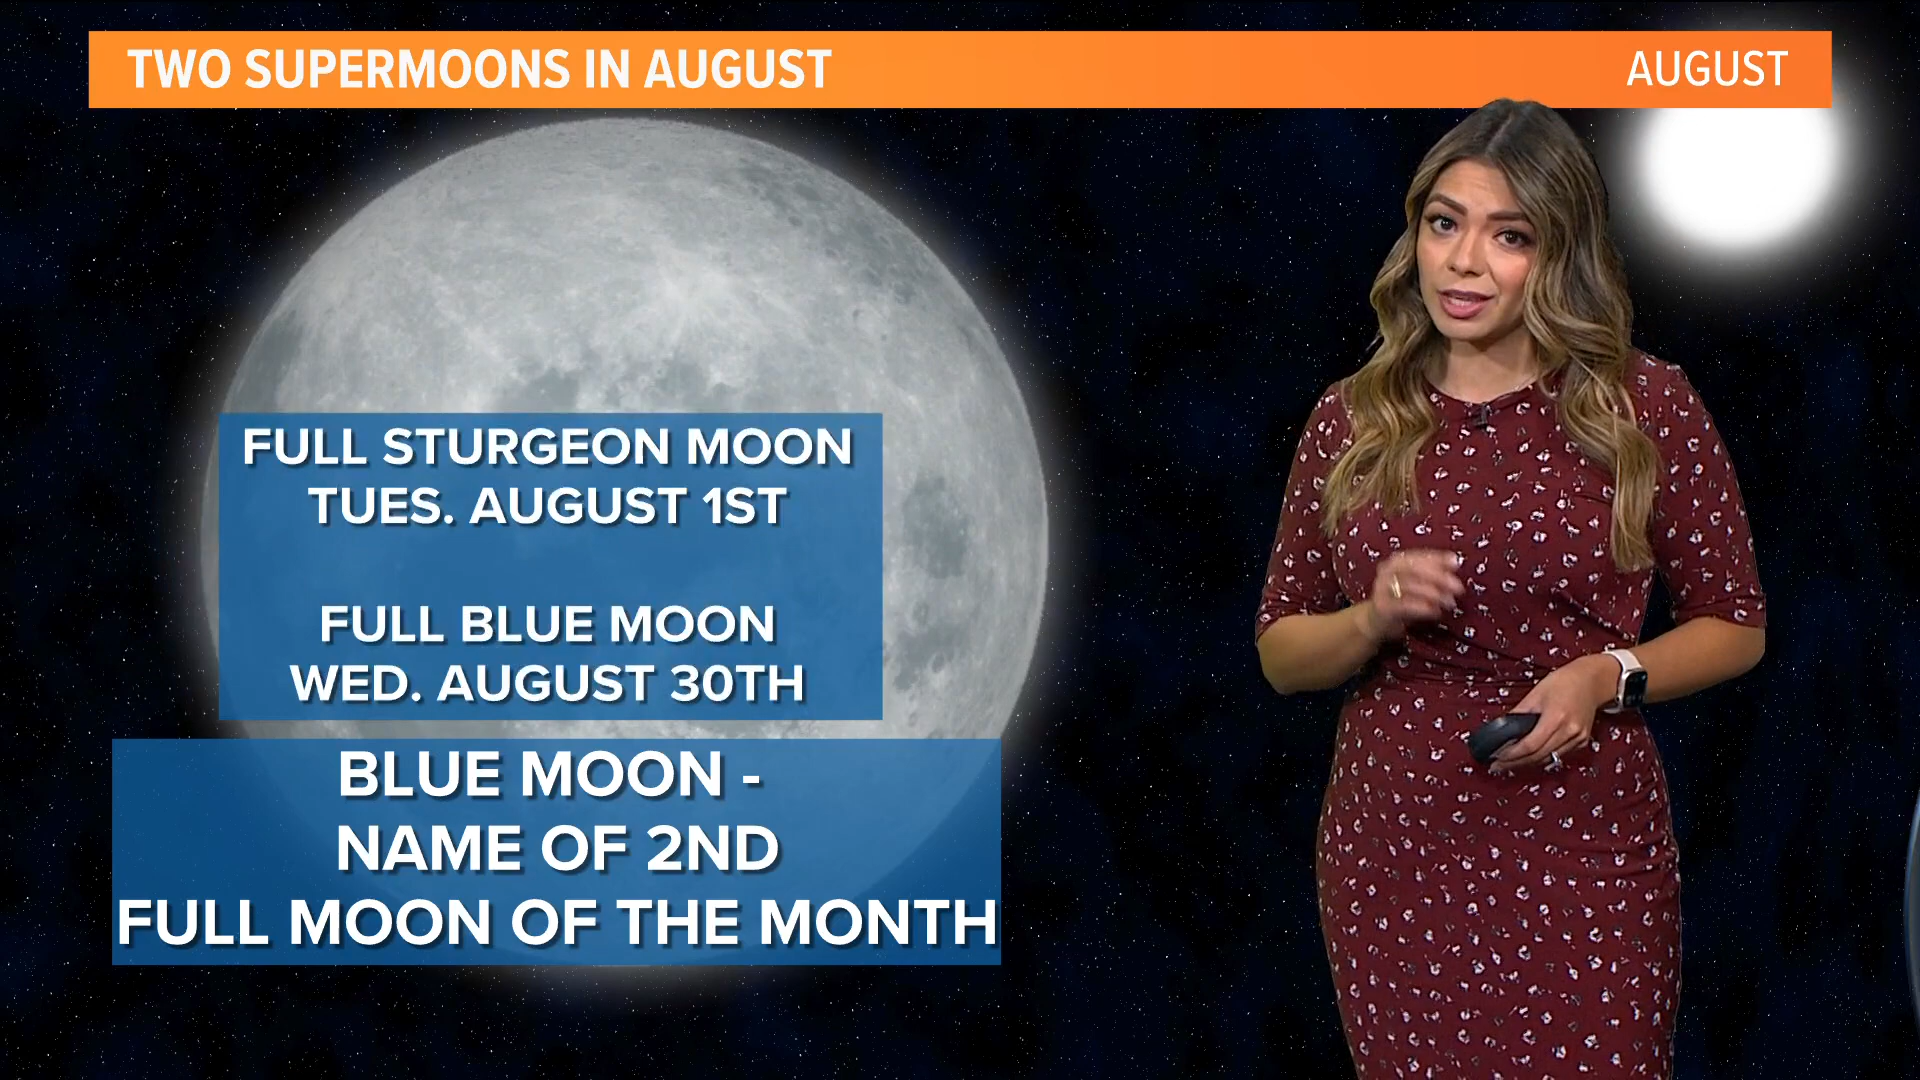 TWO SUPERMOONS IN AUGUST
AUGUST
FULL STURGEON MOON
TUES. AUGUST 1ST
FULL BLUE MOON
WED. AUGUST 30TH
BLUE MOON -
NAME OF 2ND
FULL MOON OF THE MONTH